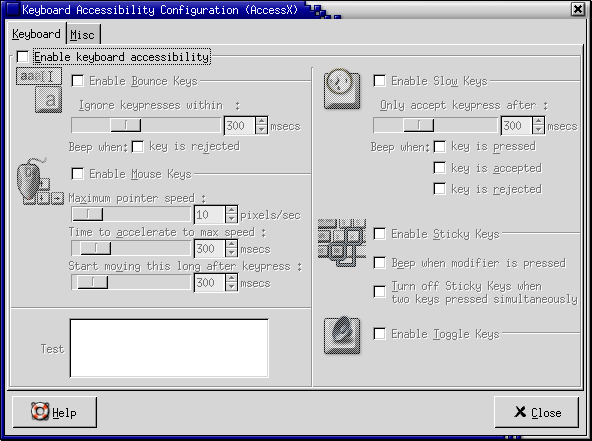 Keyboard Accessibility Configuration (AccessX)
Keyboard Misc
Enable keyboard accessibility
aaa
a
Enable Bounce Keys
Ignore keypresses within :
300 msecs
Beep when: key is rejected
Enable Mouse Keys
Maximum pointer speed :
10 pixels/sec
Time to accelerate to max speed :
300 msecs
Start moving this long after keypress :
300 msecs
Test
Enable Slow Keys
Only accept keypress after :
300 msecs
Beep when: key is pressed
key is accepted
key is rejected
Enable Sticky Keys
Beep when modifier is pressed
Turn off Sticky Keys when
two keys pressed simultaneously
Enable Toggle Keys
Help
Close